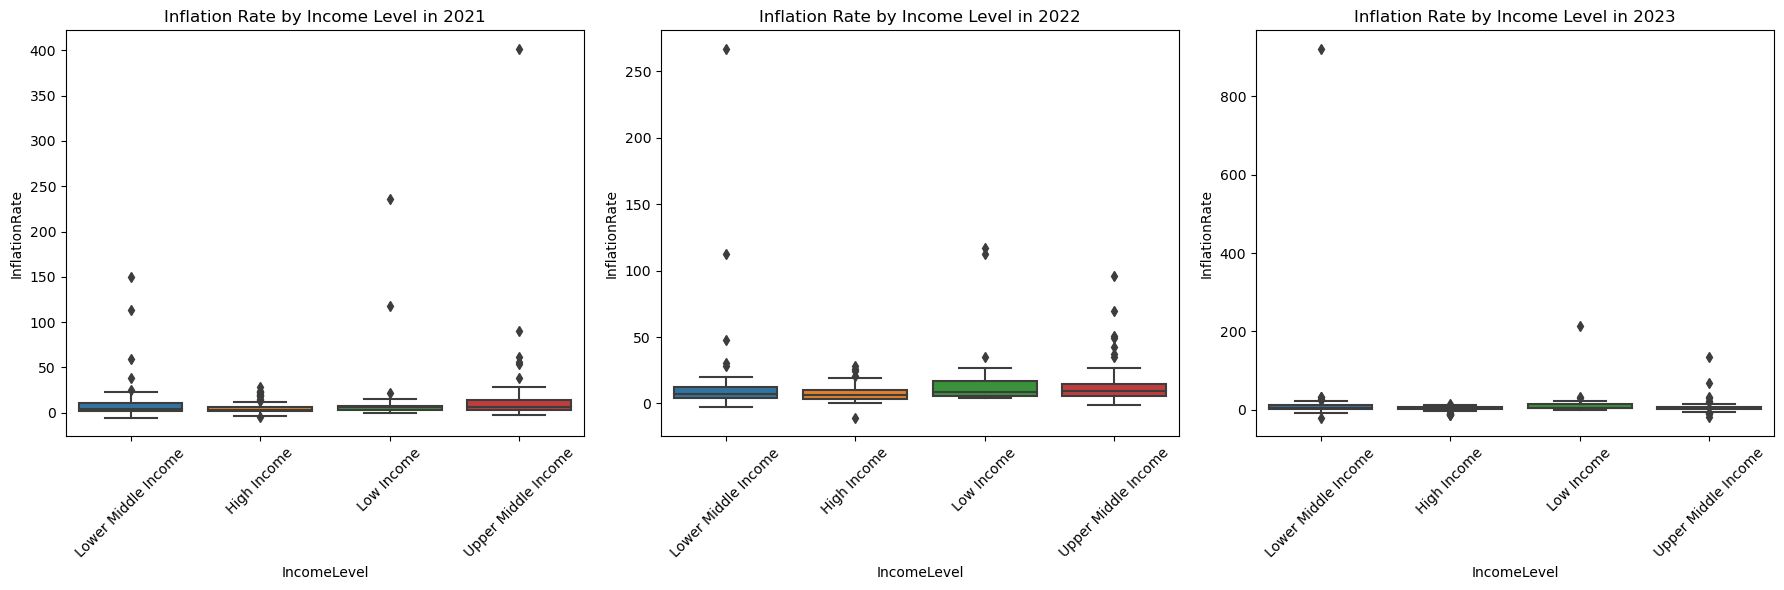 Inflation Rate by Income Level in 2021
400
350
300
250
200
150
100
50
0
InflationRate
Lower Middle Income
High Income
Low Income
Upper Middle Income
IncomeLevel
Inflation Rate by Income Level in 2022
250
200
150
100
50
0
InflationRate
Lower Middle Income
High Income
Low Income
Upper Middle Income
IncomeLevel
Inflation Rate by Income Level in 2023
800
600
400
200
0
InflationRate
Lower Middle Income
High Income
Low Income
Upper Middle Income
IncomeLevel